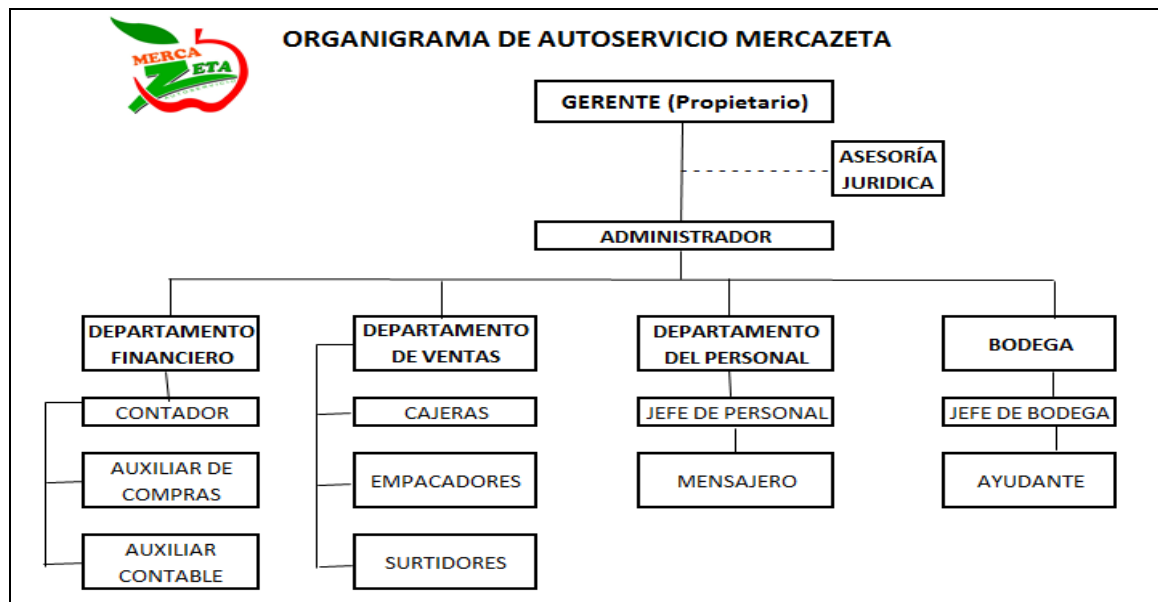 MERCA
ZETA
AUTOSERVICIO
ORGANIGRAMA DE AUTOSERVICIO MERCAZETA
GERENTE (Propietario)
ASESORÍA
JURIDICA
ADMINISTRADOR
DEPARTAMENTO
FINANCIERO
DEPARTAMENTO
DE VENTAS
DEPARTAMENTO
DEL PERSONAL
BODEGA
CONTADOR
CAJERAS
JEFE DE PERSONAL
JEFE DE BODEGA
AUXILIAR DE
COMPRAS
EMPACADORES
MENSAJERO
AYUDANTE
AUXILIAR
CONTABLE
SURTIDORES